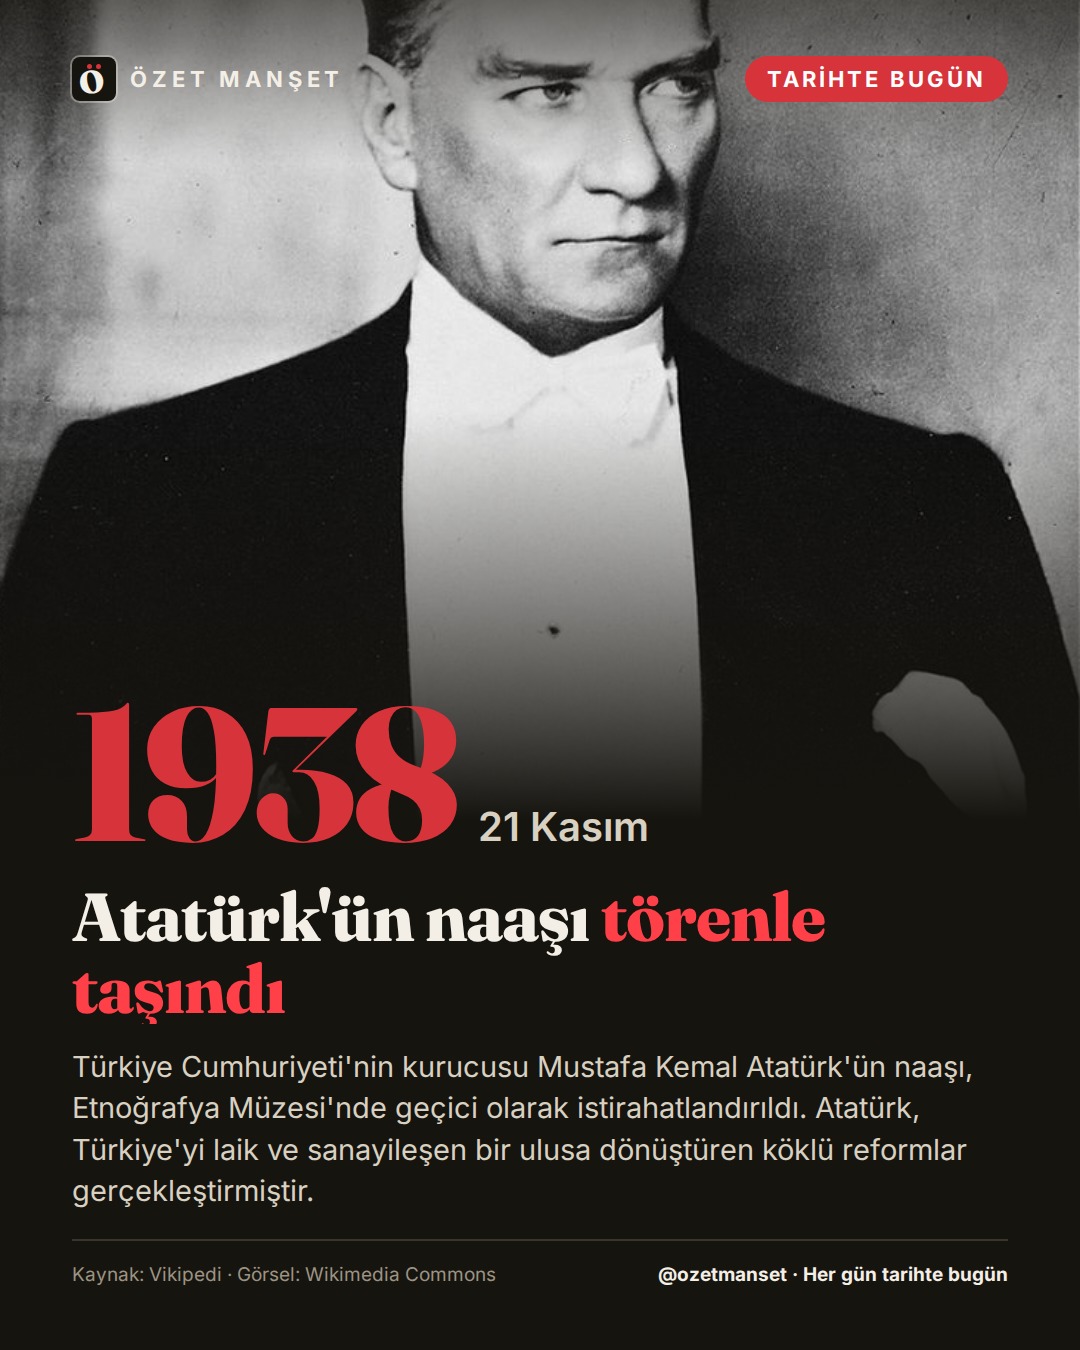 ö ÖZET MANŞET
TARİHTE BUGÜN
1938 21 Kasım
Atatürk'ün naaşı törenle
taşındı
Türkiye Cumhuriyeti'nin kurucusu Mustafa Kemal Atatürk'ün naaşı,
Etnoğrafya Müzesi'nde geçici olarak istirahatlandırıldı. Atatürk,
Türkiye'yi laik ve sanayileşen bir ulusa dönüştüren köklü reformlar
gerçekleştirmiştir.
Kaynak: Vikipedi · Görsel: Wikimedia Commons
@ozetmanset · Her gün tarihte bugün